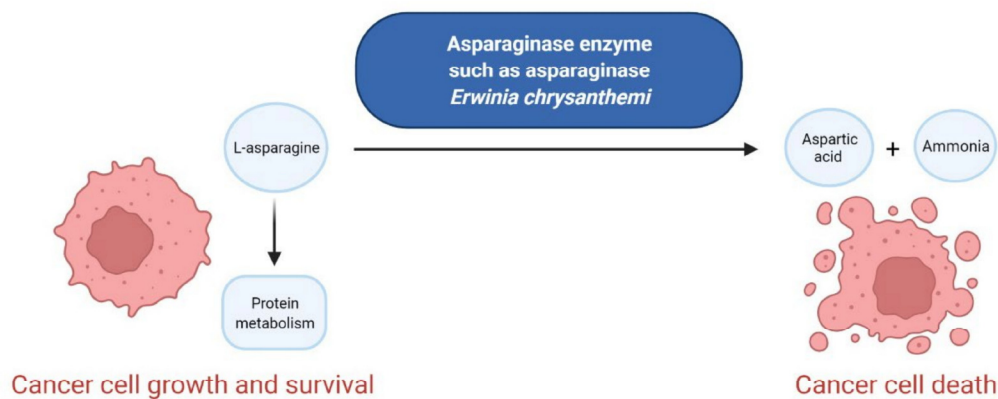 Asparaginase enzyme
such as asparaginase
Erwinia chrysanthemi
L-asparagine
Aspartic
acid
+
Ammonia
Protein
metabolism
Cancer cell growth and survival
Cancer cell death